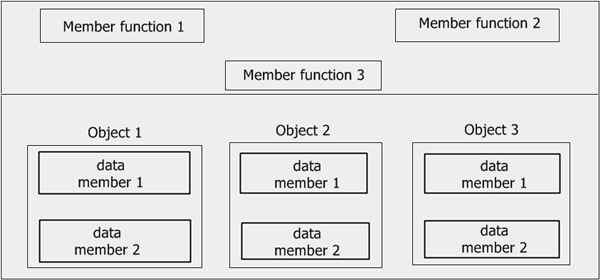 Member function 1
Member function 2
Member function 3
Object 1
Object 2
Object 3
data
member 1
data
member 1
data
member 1
data
member 2
data
member 2
data
member 2